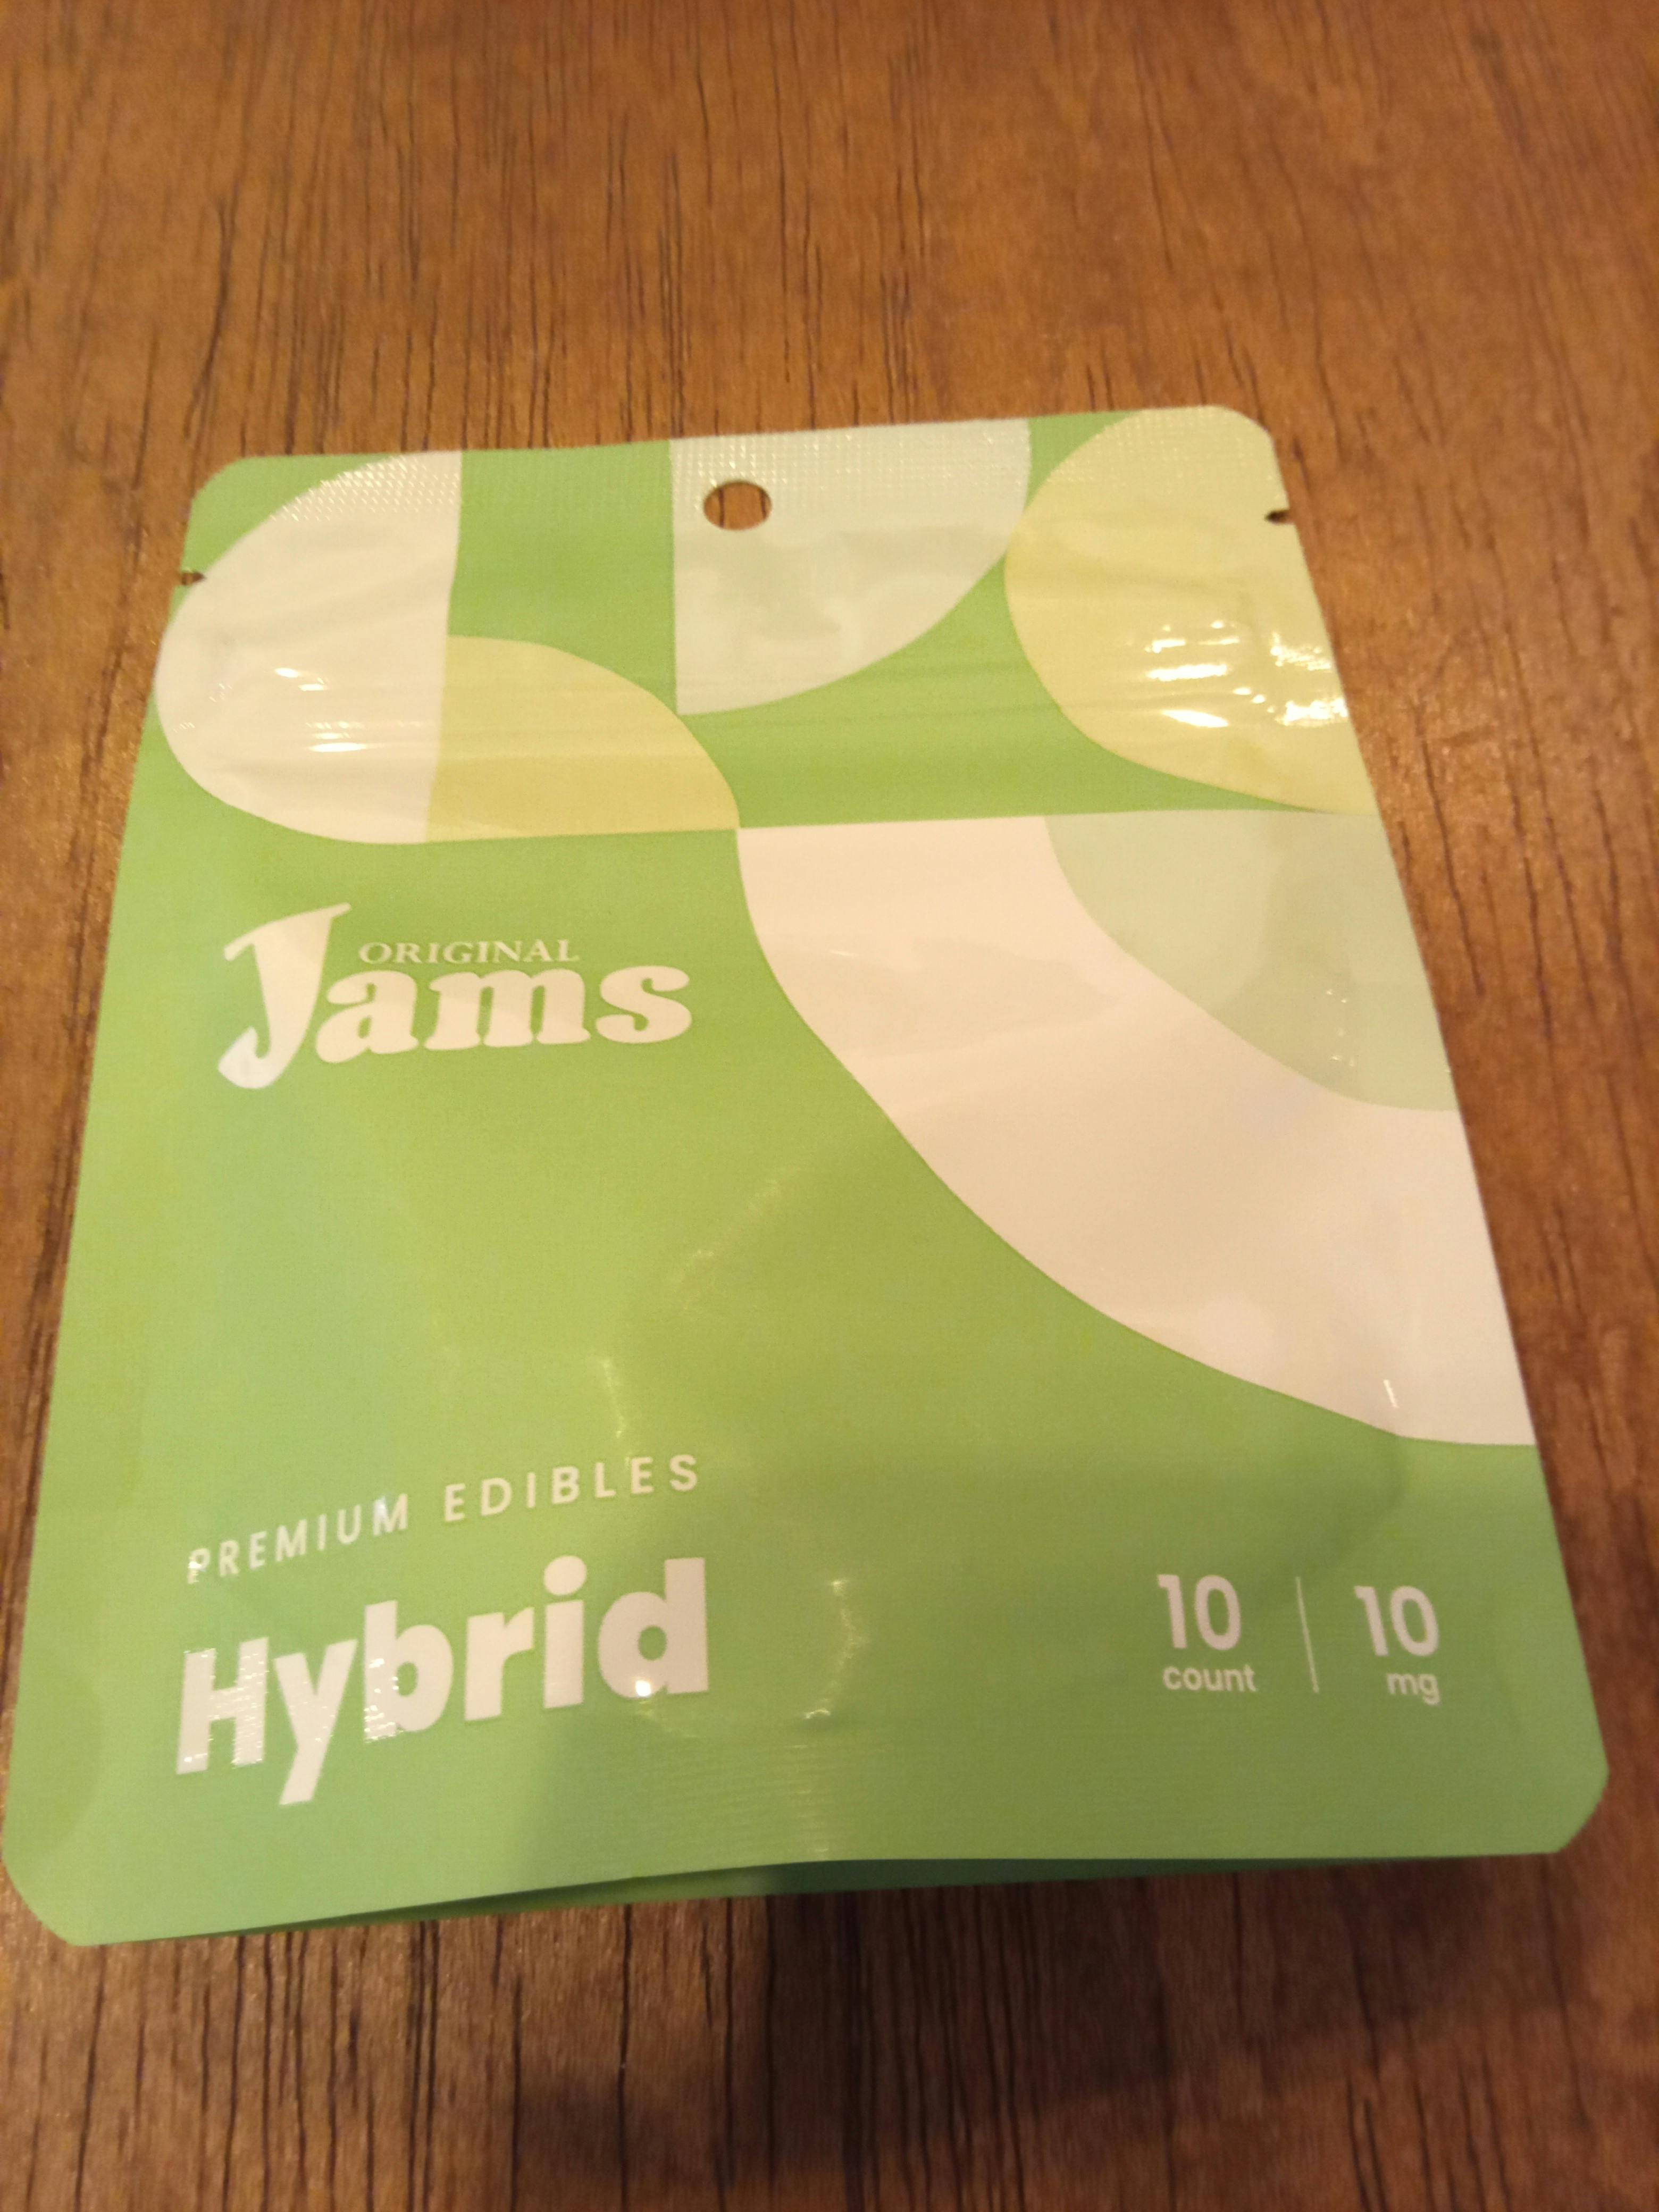 ORIGINAL
Jams
PREMIUM EDIBLES
Hybrid
10 count | 10 mg